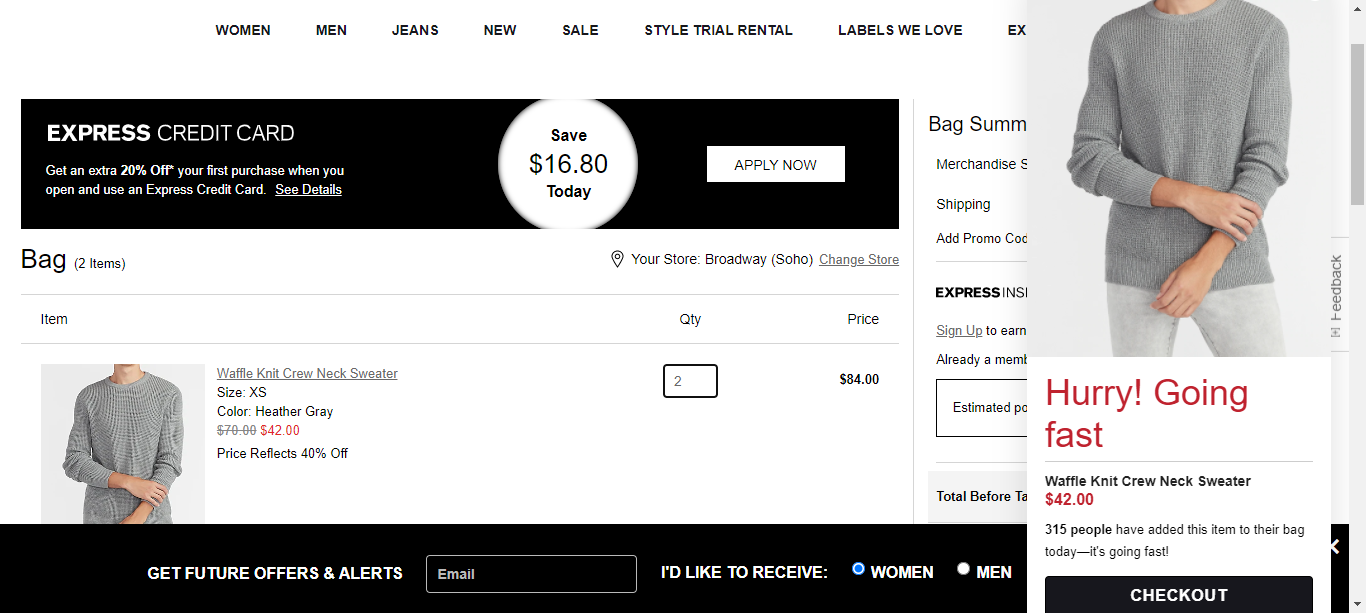 WOMEN MEN JEANS NEW SALE STYLE TRIAL RENTAL LABELS WE LOVE EX
EXPRESS CREDIT CARD
Get an extra 20% Off* your first purchase when you
open and use an Express Credit Card. See Details
Save
$16.80
Today
APPLY NOW
Bag (2 Items)
Your Store: Broadway (Soho) Change Store
Item Qty Price
Waffle Knit Crew Neck Sweater
Size: XS
Color: Heather Gray
$70.00 $42.00
Price Reflects 40% Off
2
$84.00
Bag Summ
Merchandise S
Shipping
Add Promo Cod
EXPRESS INSI
Sign Up to earn
Already a memb
Estimated po
Total Before Ta
Hurry! Going
fast
Waffle Knit Crew Neck Sweater
$42.00
315 people have added this item to their bag
today—it's going fast!
CHECKOUT
Feedback
GET FUTURE OFFERS & ALERTS
Email
I'D LIKE TO RECEIVE: WOMEN MEN